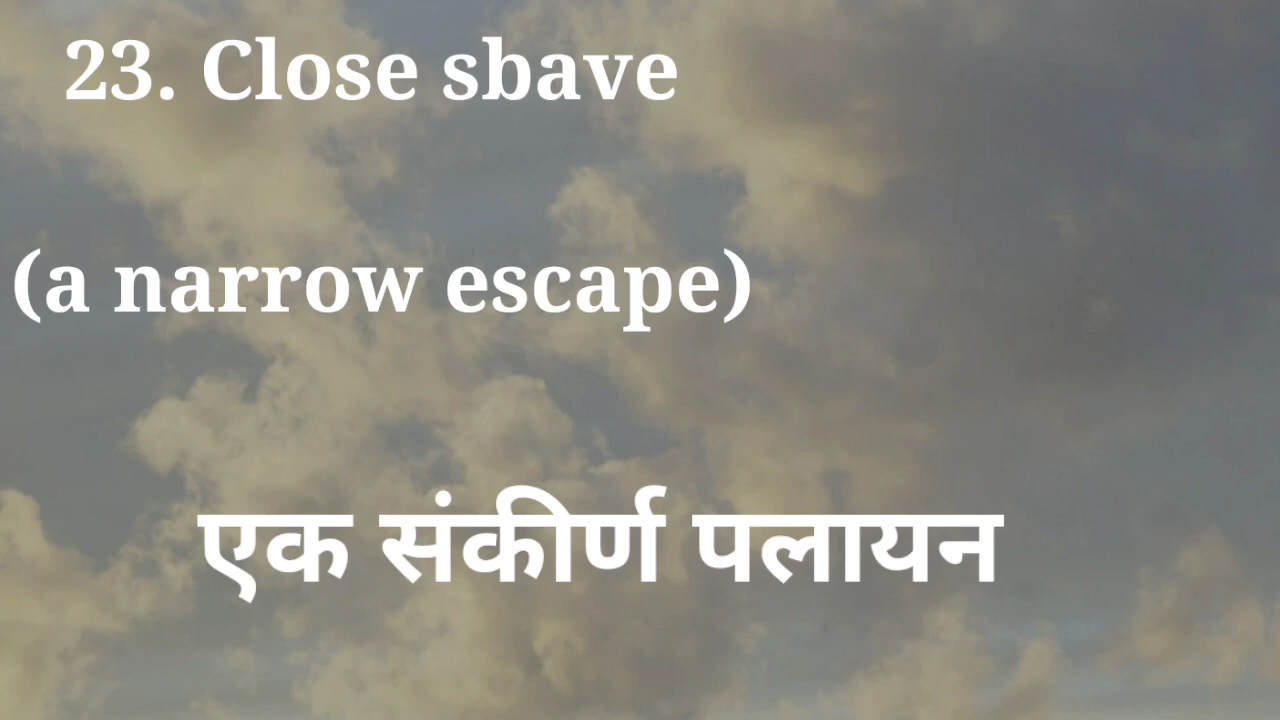 23. Close sbave
(a narrow escape)
एक संकीर्ण पलायन